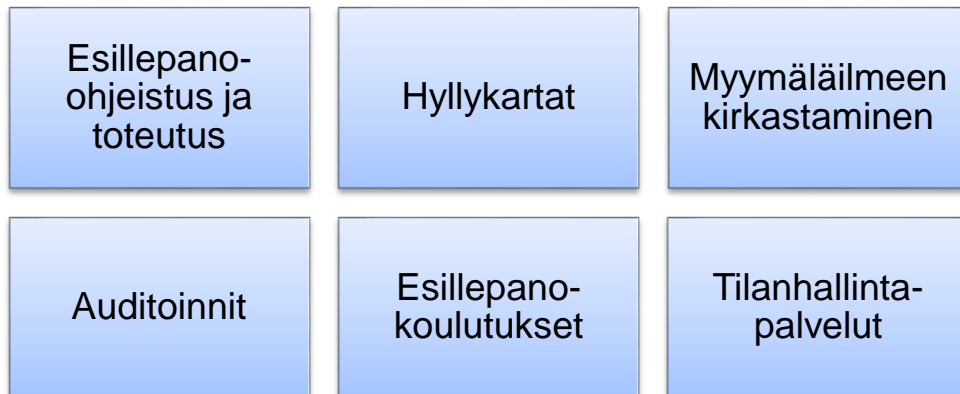 Esillepano-
ohjeistus ja
toteutus
Hyllykartat
Myymäläilmeen
kirkastaminen
Auditoinnit
Esillepano-
koulutukset
Tilanhallinta-
palvelut